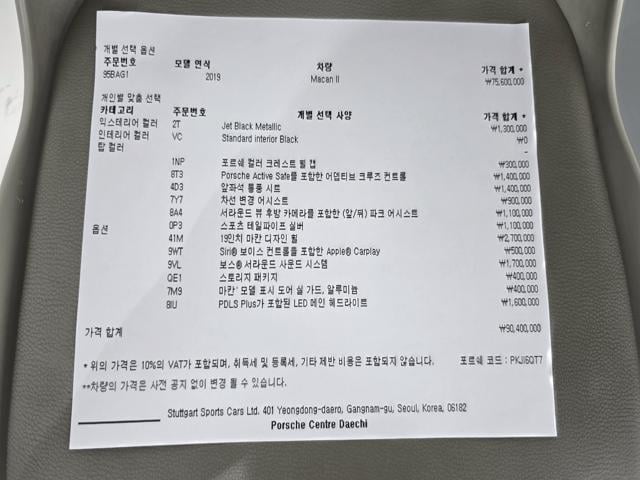 개별 선택 옵션
주문번호 모델 연식 차량 가격 합계 *
95BAG1 2019 Macan II ₩75,600,000
개인별 맞춤 선택
카테고리 주문번호 개별 선택 사양 가격 합계 *
익스테리어 컬러 2T Jet Black Metallic ₩1,300,000
인테리어 컬러 VC Standard interior Black ₩0
탑 컬러 -
1NP 포르쉐 컬러 크레스트 휠 캡 ₩300,000
8T3 Porsche Active Safe를 포함한 어댑티브 크루즈 컨트롤 ₩1,400,000
4D3 앞좌석 통풍 시트 ₩1,400,000
7Y7 차선 변경 어시스트 ₩900,000
8A4 서라운드 뷰 후방 카메라를 포함한 (앞/뒤) 파크 어시스트 ₩1,100,000
옵션 0P3 스포츠 테일파이프 실버 ₩1,100,000
41M 19인치 마칸 디자인 휠 ₩2,700,000
9WT Siri® 보이스 컨트롤를 포함한 Apple® Carplay ₩500,000
9VL 보스® 서라운드 사운드 시스템 ₩1,700,000
QE1 스토리지 패키지 ₩400,000
7M9 마칸' 모델 표시 도어 실 가드, 알루미늄 ₩400,000
8IU PDLS Plus가 포함된 LED 메인 헤드라이트 ₩1,600,000
가격 합계 ₩90,400,000
* 위의 가격은 10%의 VAT가 포함되며, 취득세 및 등록세, 기타 제반 비용은 포함되지 않습니다. 포르쉐 코드 : PKJI6QT7
**차량의 가격은 사전 공지 없이 변경 될 수 있습니다.
Stuttgart Sports Cars Ltd. 401 Yeongdong-daero, Gangnam-gu, Seoul, Korea, 06182
Porsche Centre Daechi